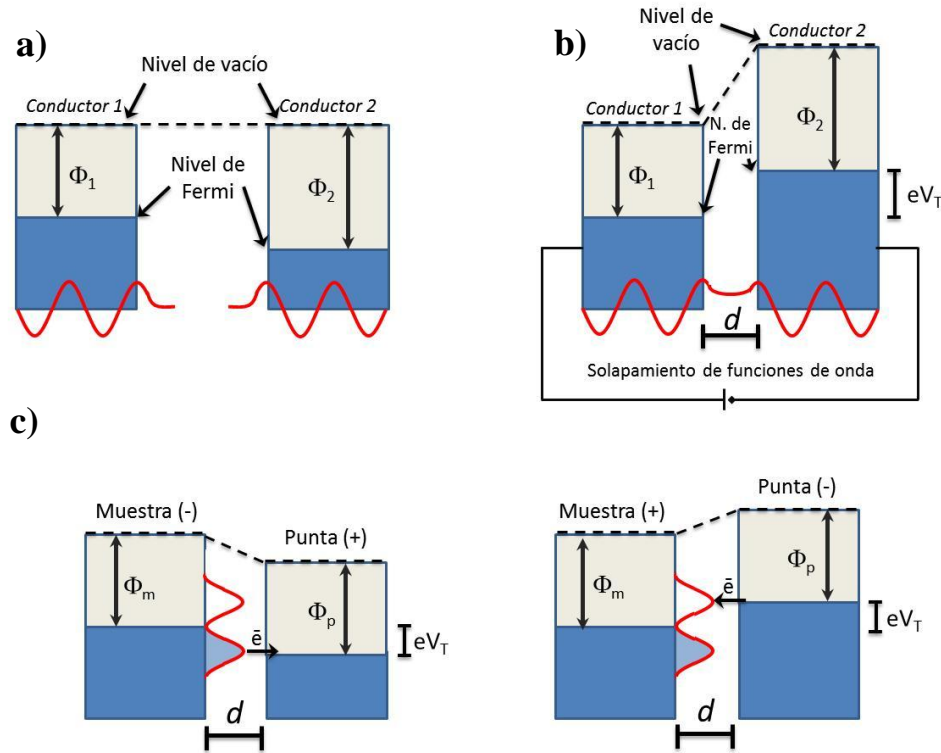 a)
Nivel de vacío
Conductor 1
Conductor 2
Φ1
Nivel de
Fermi
Φ2
b)
Nivel de
vacío
Conductor 2
Conductor 1
N. de
Fermi
Φ1
Φ2
eVT
d
Solapamiento de funciones de onda
c)
Muestra (-)
Punta (+)
Φm
Φp
ē
eVT
d
Muestra (+)
Punta (-)
Φm
Φp
ē
eVT
d